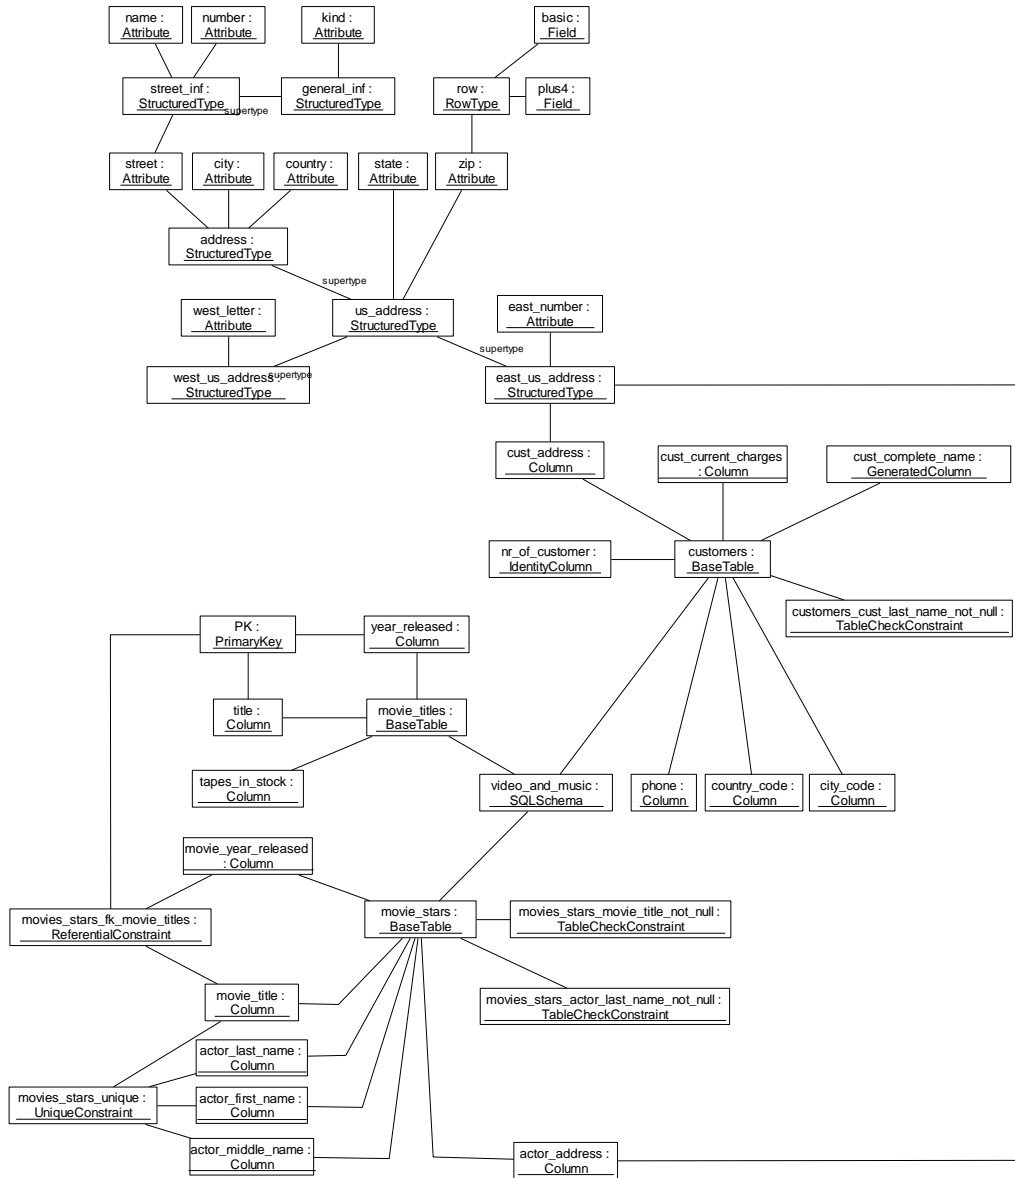 name :
Attribute
number :
Attribute
kind :
Attribute
basic :
Field
street_inf :
StructuredType
supertype
general_inf :
StructuredType
row :
RowType
plus4 :
Field
street :
Attribute
city :
Attribute
country :
Attribute
state :
Attribute
zip :
Attribute
address :
StructuredType
supertype
west_letter :
Attribute
us_address :
StructuredType
east_number :
Attribute
supertype
west_us_address :
StructuredType
supertype
east_us_address :
StructuredType
cust_address :
Column
cust_current_charges
: Column
cust_complete_name :
GeneratedColumn
nr_of_customer :
IdentityColumn
customers :
BaseTable
customers_cust_last_name_not_null :
TableCheckConstraint
PK :
PrimaryKey
year_released :
Column
title :
Column
movie_titles :
BaseTable
tapes_in_stock :
Column
video_and_music :
SQLSchema
phone :
Column
country_code :
Column
city_code :
Column
movie_year_released
: Column
movies_stars_fk_movie_titles :
ReferentialConstraint
movie_stars :
BaseTable
movies_stars_movie_title_not_null :
TableCheckConstraint
movie_title :
Column
movies_stars_actor_last_name_not_null :
TableCheckConstraint
actor_last_name :
Column
movies_stars_unique :
UniqueConstraint
actor_first_name :
Column
actor_middle_name :
Column
actor_address :
Column